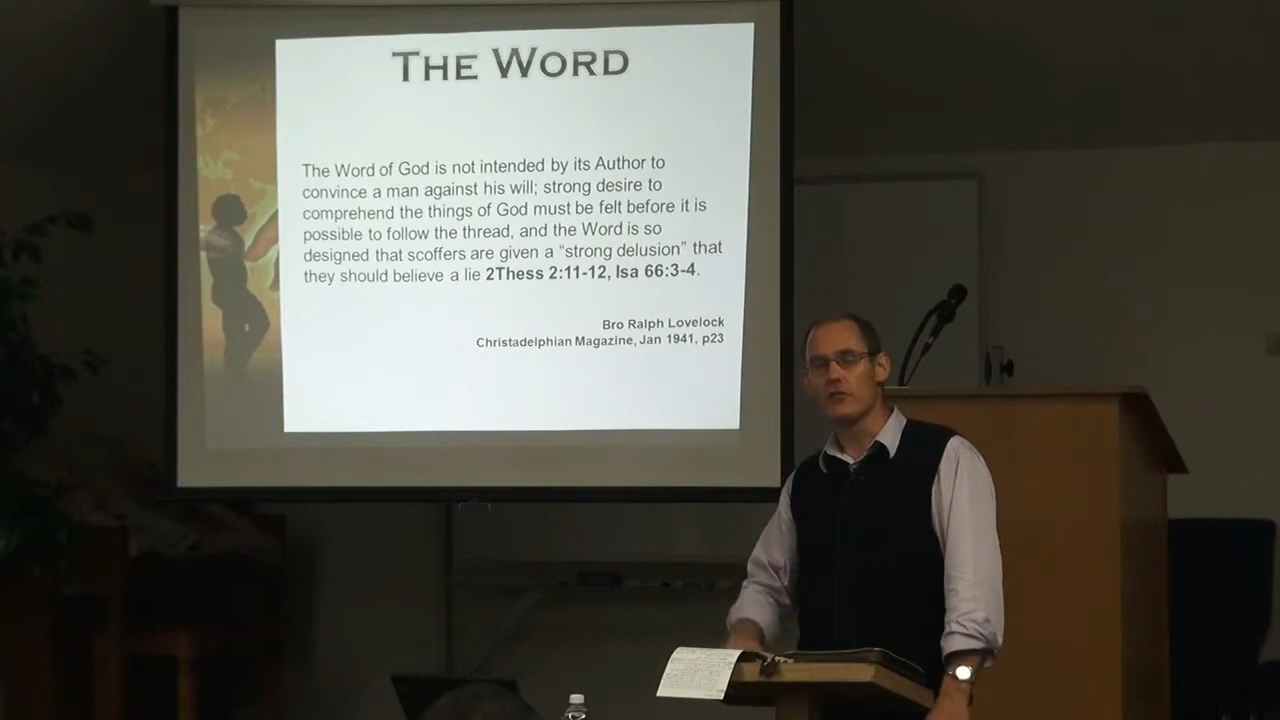 THE WORD
The Word of God is not intended by its Author to
convince a man against his will; strong desire to
comprehend the things of God must be felt before it is
possible to follow the thread, and the Word is so
designed that scoffers are given a “strong delusion” that
they should believe a lie 2Thess 2:11-12, Isa 66:3-4.
Bro Ralph Lovelock
Christadelphian Magazine, Jan 1941, p23